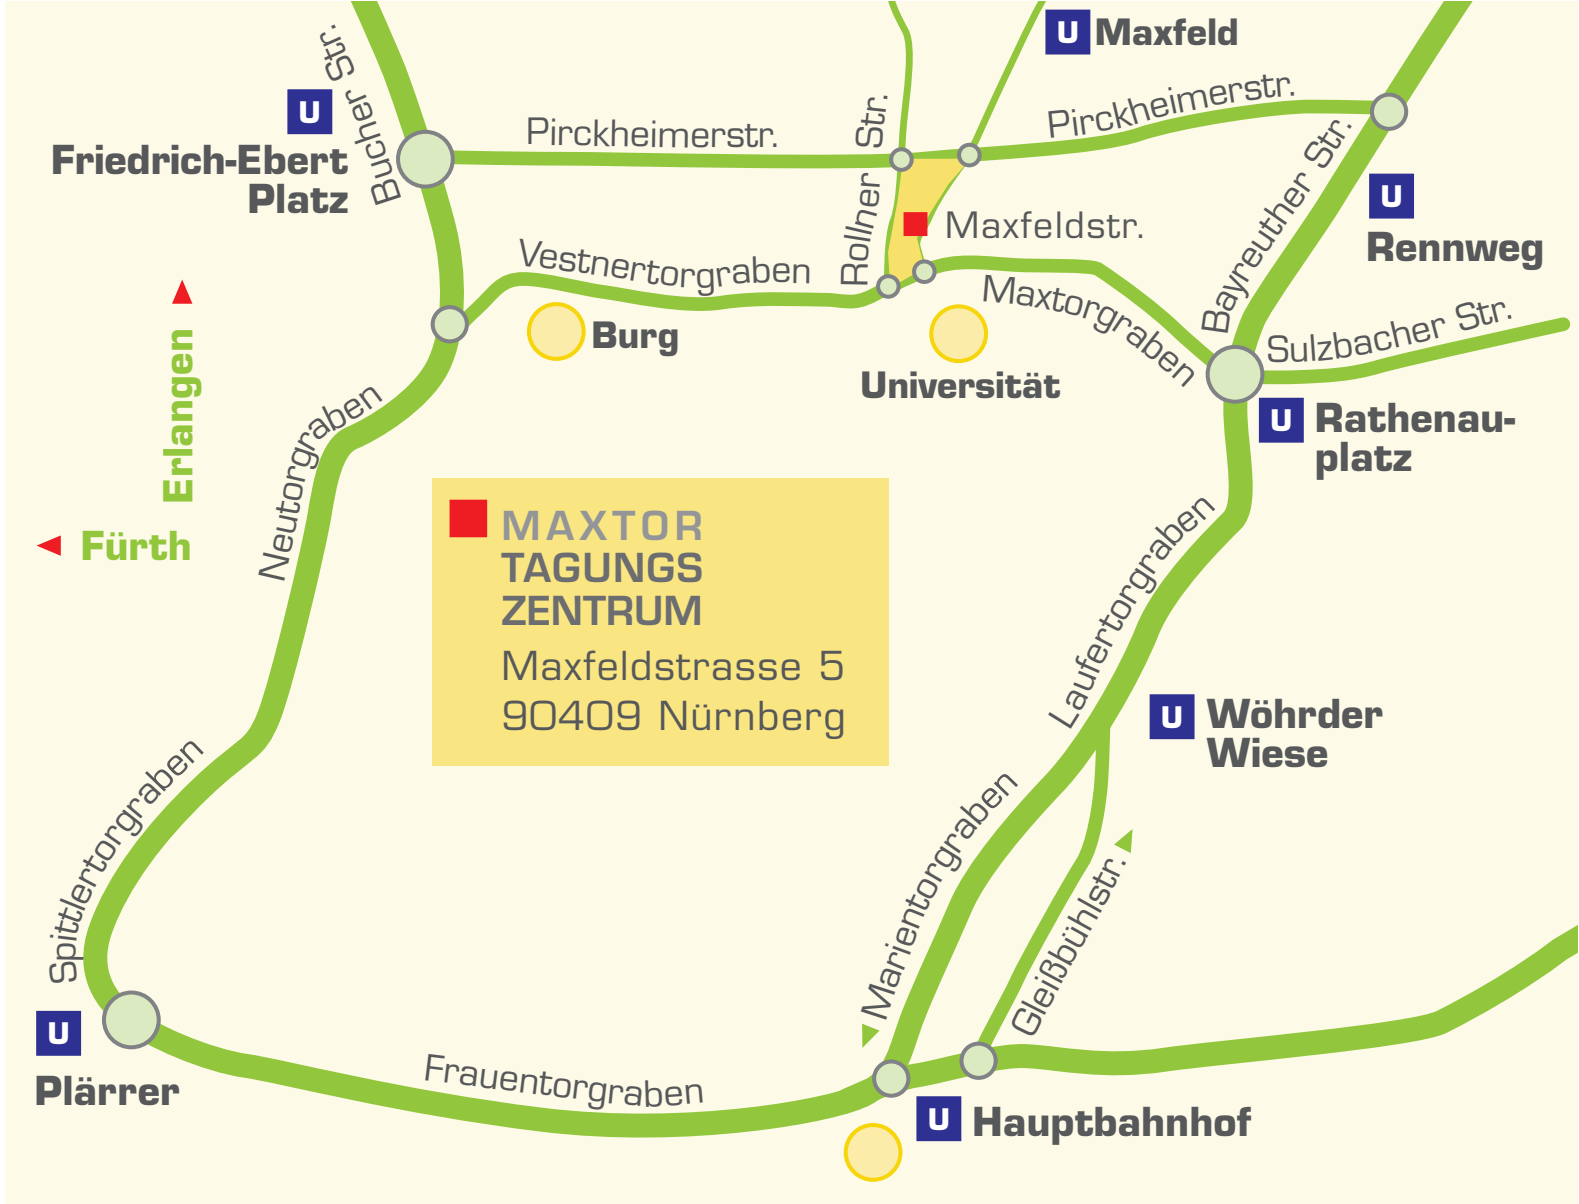 U Maxfeld
Bucher Str.
U
Friedrich-Ebert
Platz
Pirckheimerstr.
Rollner Str.
Pirckheimerstr.
Bayreuther Str.
U
Rennweg
Maxfeldstr.
Vestnertorgraben
Maxtorgraben
Sulzbacher Str.
Burg
Universität
U Rathenau-
platz
Erlangen
Fürth
Neutorgraben
MAXTOR
TAGUNGS
ZENTRUM
Maxfeldstrasse 5
90409 Nürnberg
Laufertorgraben
U Wöhrder
Wiese
Spittlertorgraben
Marientorgraben
Gleißbühlstr.
U
Plärrer
Frauentorgraben
U Hauptbahnhof